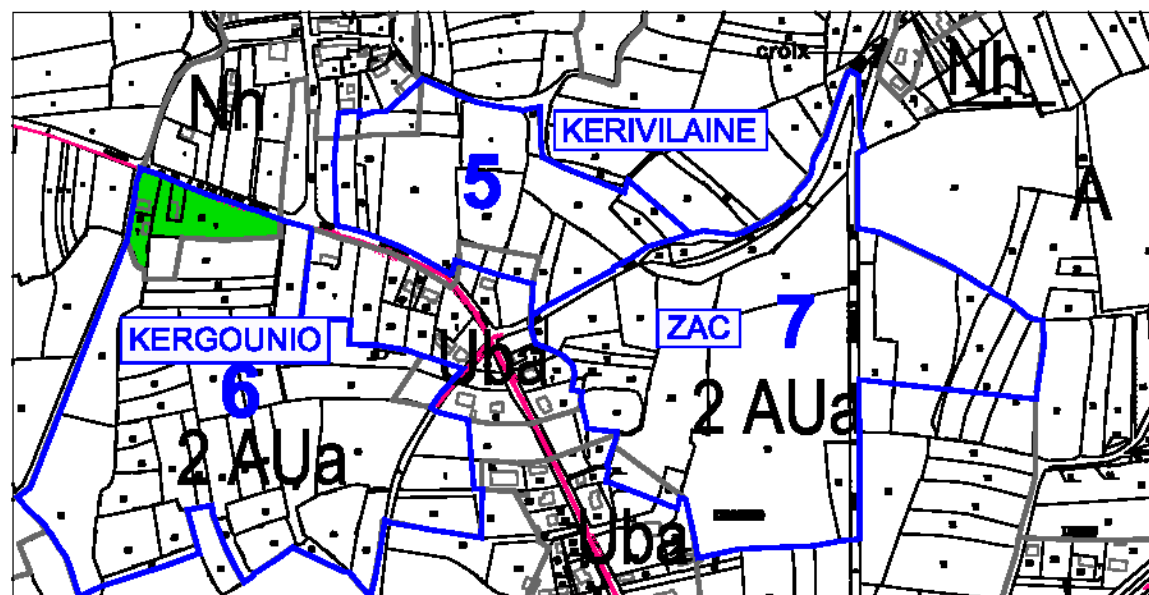 croix
Nh
Nh
KERIVILAINE
5
A
KERGOUNIO
ZAC
7
Uba
6
2 AUa
2 AUa
Uba